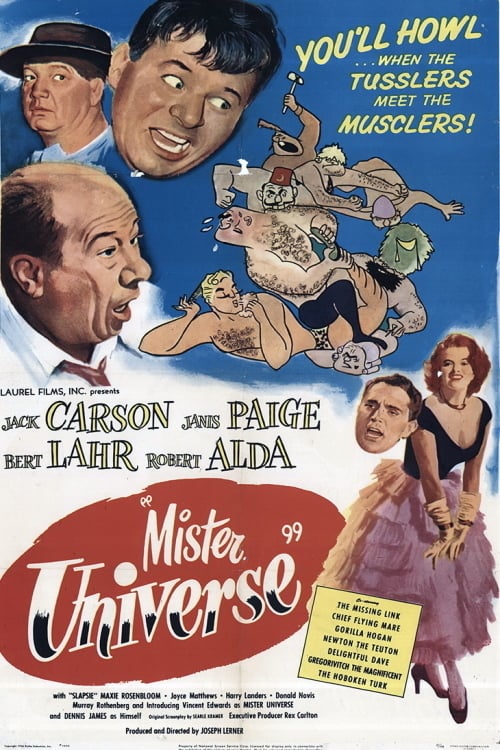 YOU'LL HOWL
...WHEN THE
TUSSLERS
MEET THE
MUSCLERS!
LAUREL FILMS, INC. presents
JACK CARSON JANIS PAIGE
BERT LAHR ROBERT ALDA
"Mister
Universe"
THE MISSING LINK
CHIEF FLYING MARE
GORILLA HOGAN
NEWTON THE TEUTON
DELIGHTFUL DAVE
GREGORIVITCH THE MAGNIFICENT
THE HOBOKEN TURK
with "SLAPSIE" MAXIE ROSENBLOOM • Joyce Matthews • Harry Landers • Donald Novis
Murray Rothenberg and Introducing Vincent Edwards as MISTER UNIVERSE
and DENNIS JAMES as Himself Original Screenplay by SEARLE KRAMER Executive Producer Rex Carlton
Produced and Directed by JOSEPH LERNER